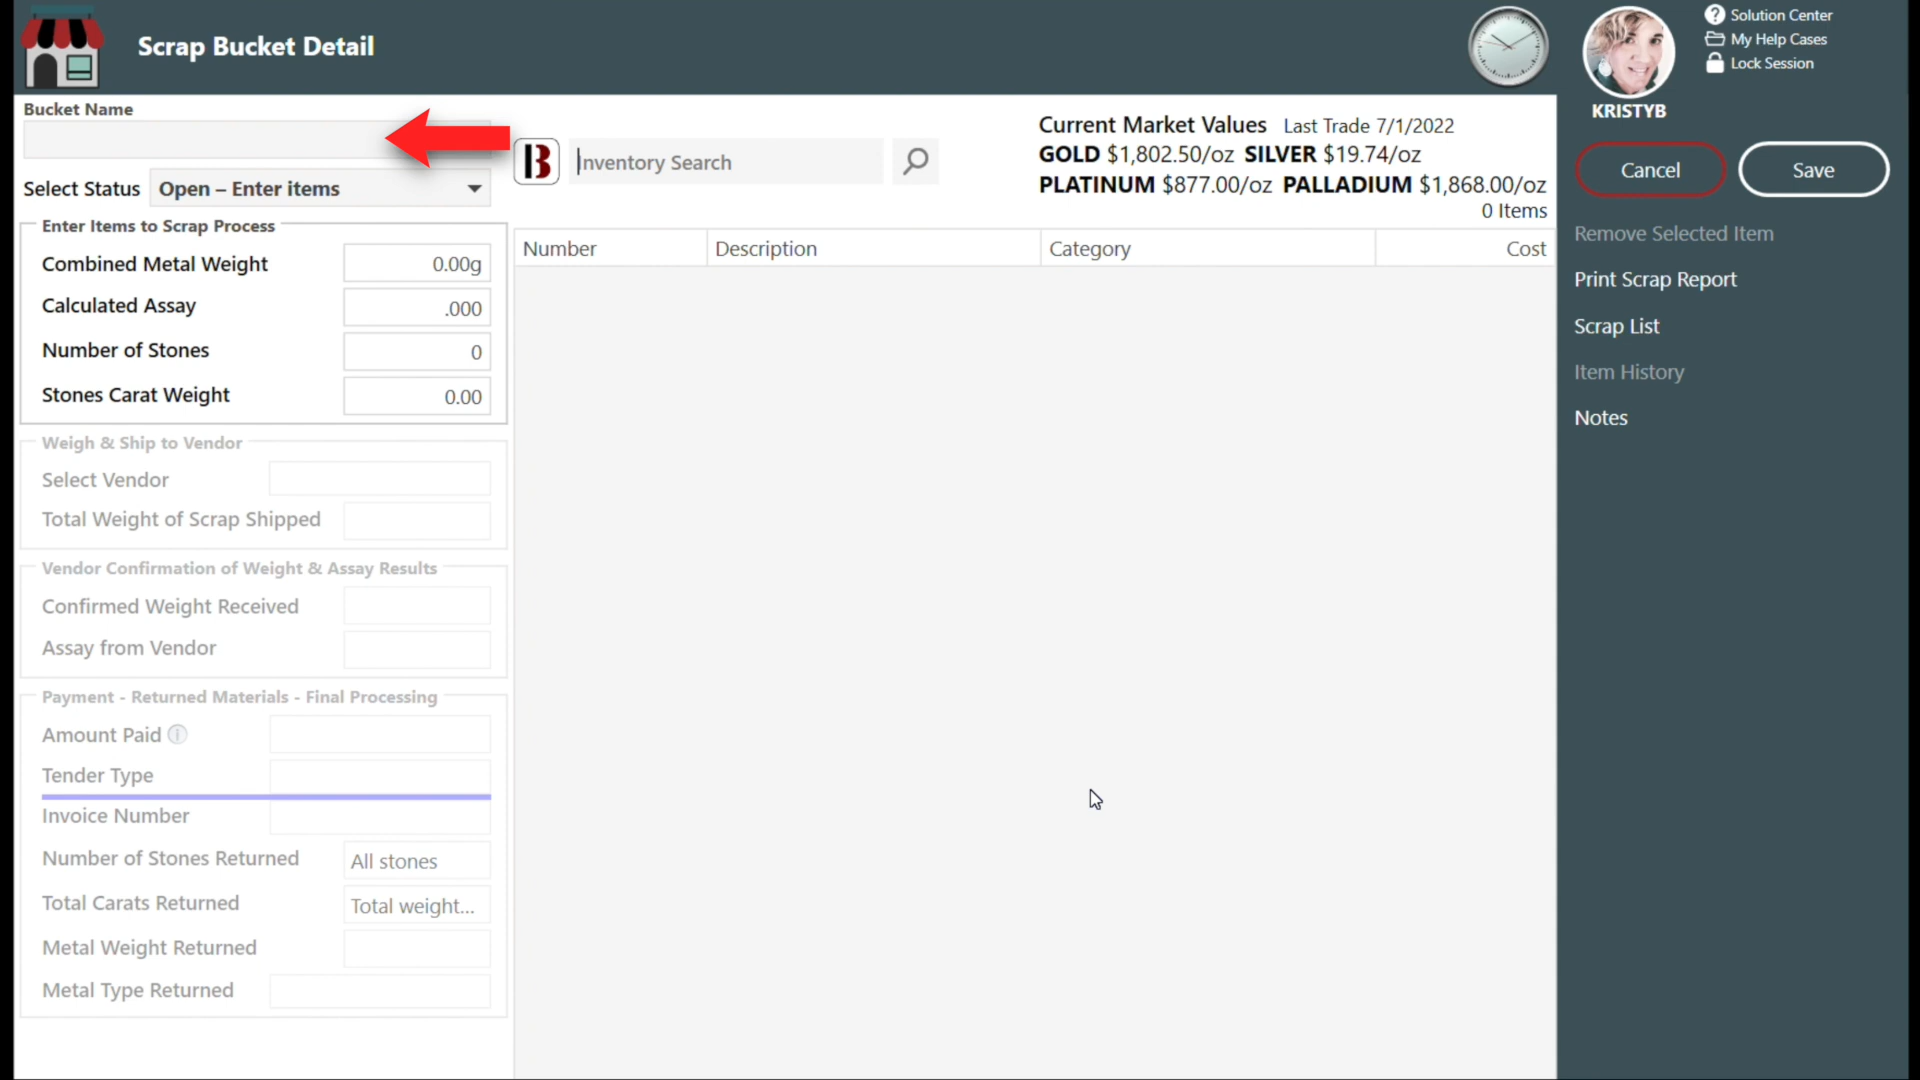 Scrap Bucket Detail
Solution Center
My Help Cases
Lock Session
KRISTYB
Bucket Name
Select Status Open – Enter items
B Inventory Search
Current Market Values Last Trade 7/1/2022
GOLD $1,802.50/oz SILVER $19.74/oz
PLATINUM $877.00/oz PALLADIUM $1,868.00/oz
0 Items
Cancel Save
Enter Items to Scrap Process
Combined Metal Weight 0.00g
Calculated Assay .000
Number of Stones 0
Stones Carat Weight 0.00
Weigh & Ship to Vendor
Select Vendor
Total Weight of Scrap Shipped
Vendor Confirmation of Weight & Assay Results
Confirmed Weight Received
Assay from Vendor
Payment - Returned Materials - Final Processing
Amount Paid
Tender Type
Invoice Number
Number of Stones Returned All stones
Total Carats Returned Total weight...
Metal Weight Returned
Metal Type Returned
Number Description Category Cost
Remove Selected Item
Print Scrap Report
Scrap List
Item History
Notes